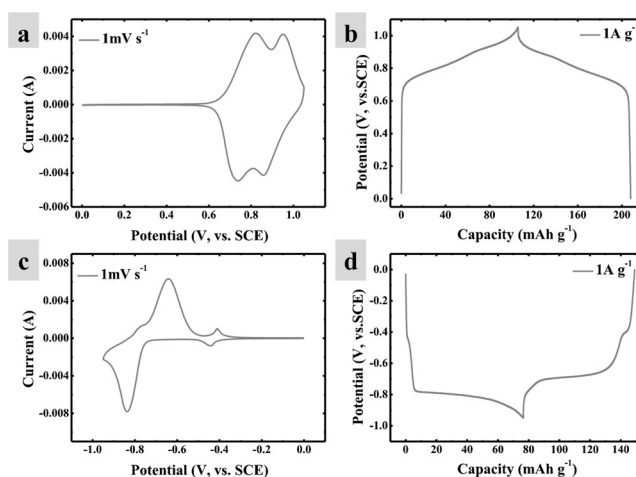 a
1mV s⁻¹
Current (A)
0.004
0.002
0.000
-0.002
-0.004
-0.006
0.0 0.2 0.4 0.6 0.8 1.0
Potential (V, vs. SCE)
b
1A g⁻¹
Potential (V, vs.SCE)
1.0
0.8
0.6
0.4
0.2
0.0
0 40 80 120 160 200
Capacity (mAh g⁻¹)
c
1mV s⁻¹
Current (A)
0.008
0.004
0.000
-0.004
-0.008
-1.0 -0.8 -0.6 -0.4 -0.2 0.0
Potential (V, vs. SCE)
d
1A g⁻¹
Potential (V, vs.SCE)
0.0
-0.2
-0.4
-0.6
-0.8
-1.0
0 20 40 60 80 100 120 140
Capacity (mAh g⁻¹)